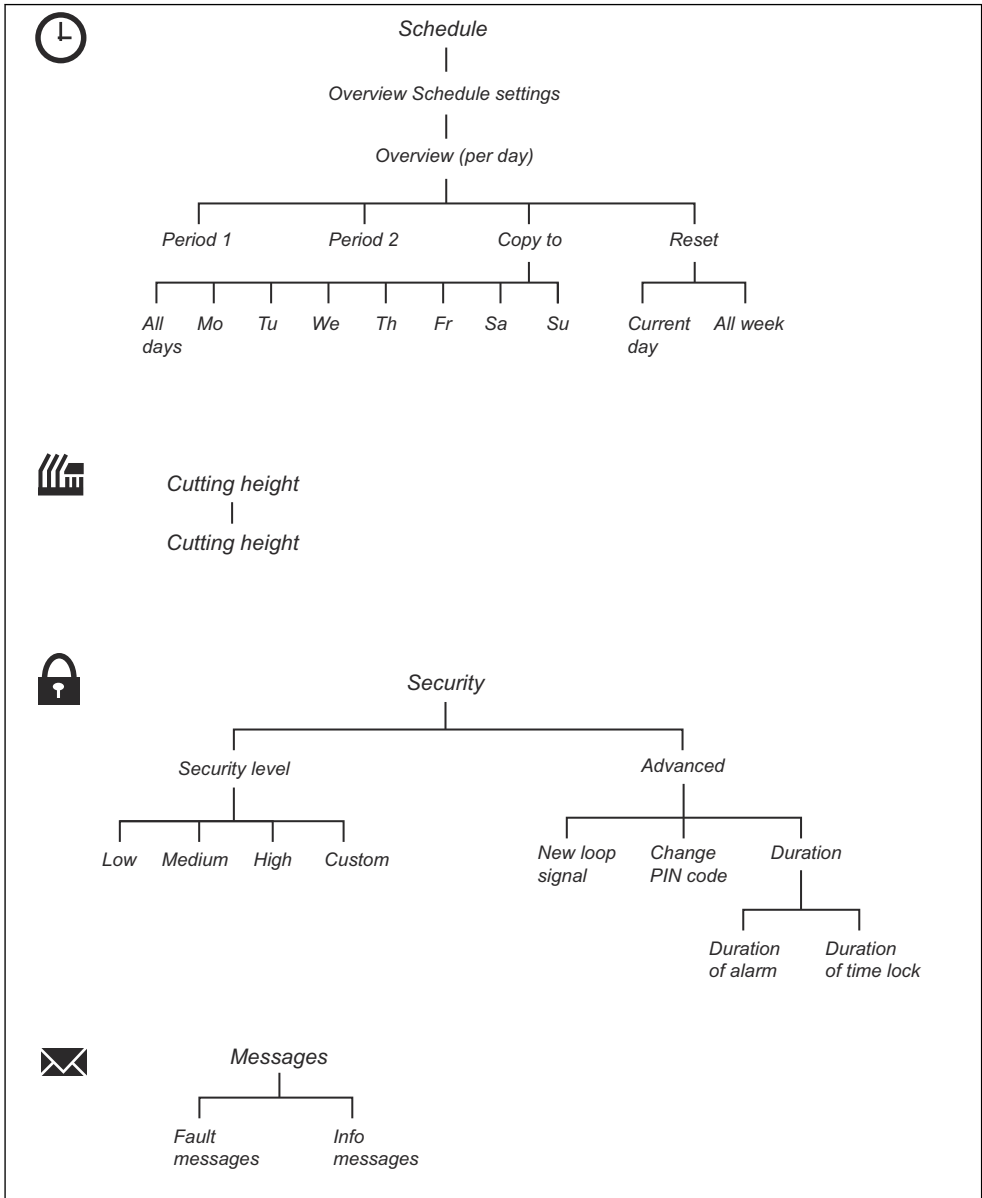 Schedule
Overview Schedule settings
Overview (per day)
Period 1 Period 2 Copy to Reset
All days Mo Tu We Th Fr Sa Su Current day All week
Cutting height
Cutting height
Security
Security level Advanced
Low Medium High Custom New loop signal Change PIN code Duration
Duration of alarm Duration of time lock
Messages
Fault messages Info messages